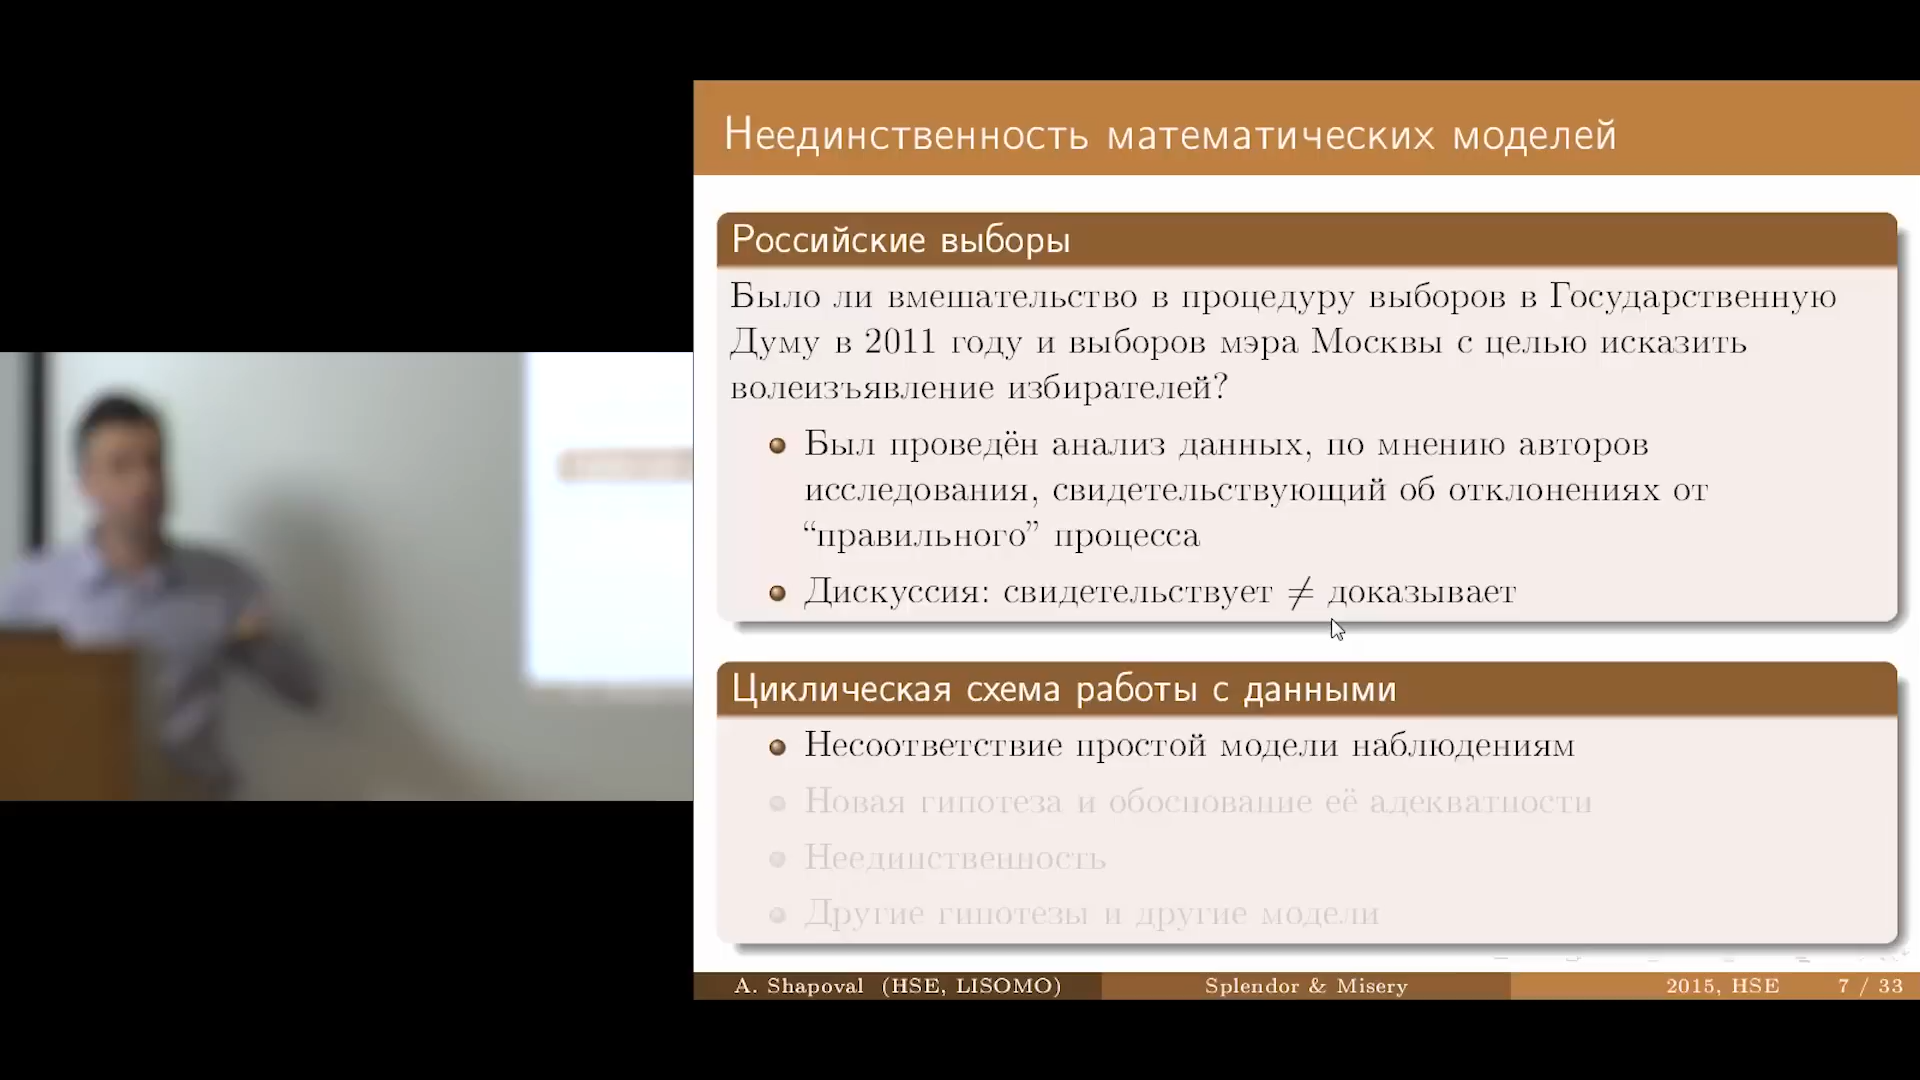 Неединственность математических моделей
Российские выборы
Было ли вмешательство в процедуру выборов в Государственную
Думу в 2011 году и выборов мэра Москвы с целью исказить
волеизъявление избирателей?
Был проведён анализ данных, по мнению авторов
исследования, свидетельствующий об отклонениях от
“правильного” процесса
Дискуссия: свидетельствует ≠ доказывает
Циклическая схема работы с данными
Несоответствие простой модели наблюдениям
Новая гипотеза и обоснование её адекватности
Неединственность
Другие гипотезы и другие модели
A. Shapoval (HSE, LISOMO) Splendor & Misery 2015, HSE 7 / 33